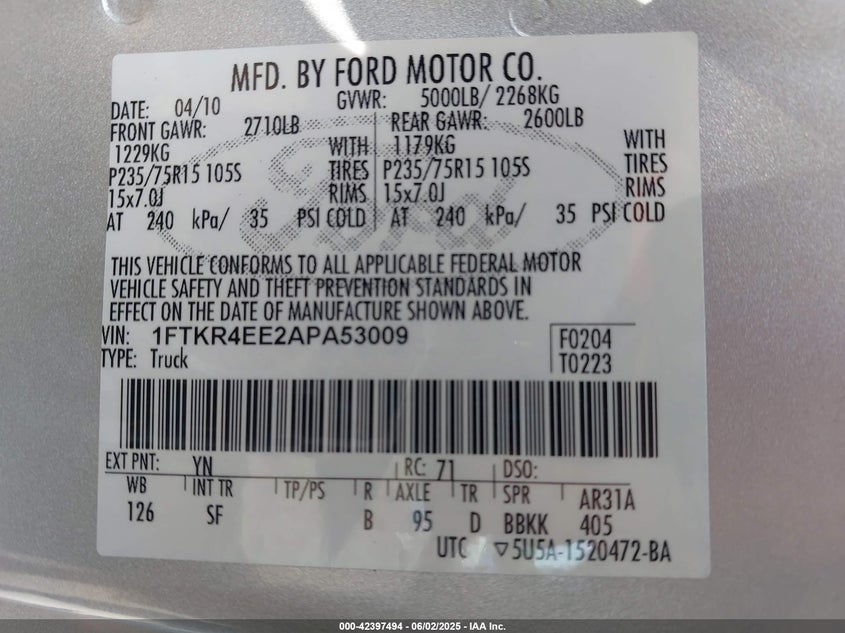 MFD. BY FORD MOTOR CO.
DATE: 04/10 GVWR: 5000LB/ 2268KG
FRONT GAWR: 2710LB REAR GAWR: 2600LB
1229KG WITH 1179KG WITH
P235/75R15 105S TIRES P235/75R15 105S TIRES
15x7.0J RIMS 15x7.0J RIMS
AT 240 kPa/ 35 PSI COLD AT 240 kPa/ 35 PSI COLD
Ford
THIS VEHICLE CONFORMS TO ALL APPLICABLE FEDERAL MOTOR
VEHICLE SAFETY AND THEFT PREVENTION STANDARDS IN
EFFECT ON THE DATE OF MANUFACTURE SHOWN ABOVE.
VIN: 1FTKR4EE2APA53009 F0204
TYPE: Truck T0223
EXT PNT: YN RC: 71 DSO:
WB INT TR TP/PS R AXLE TR SPR AR31A
126 SF B 95 D BBKK 405
UTC ▽5U5A-1520472-BA
000-42397494 - 06/02/2025 - IAA Inc.